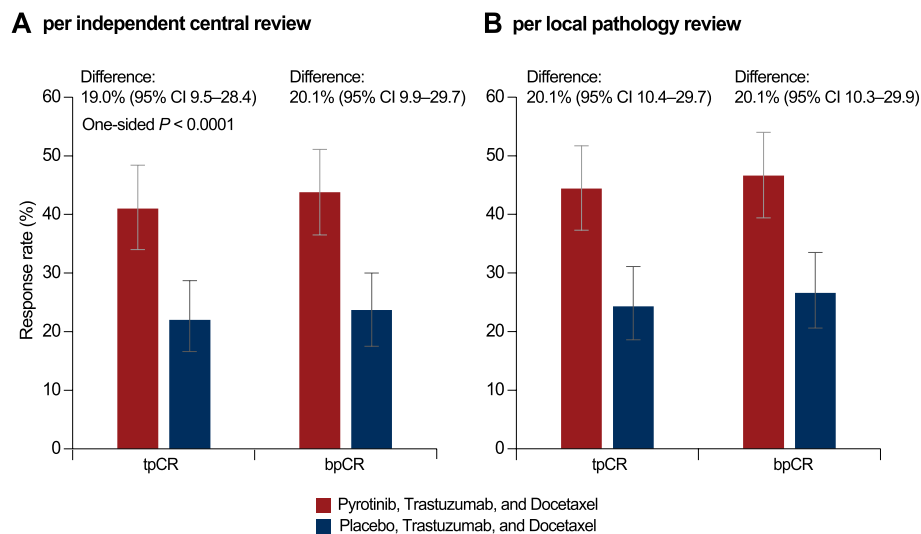 A per independent central review
Difference:
19.0% (95% CI 9.5–28.4)
Difference:
20.1% (95% CI 9.9–29.7)
One-sided P < 0.0001
Response rate (%)
60
50
40
30
20
10
0
tpCR
bpCR
B per local pathology review
Difference:
20.1% (95% CI 10.4–29.7)
Difference:
20.1% (95% CI 10.3–29.9)
60
50
40
30
20
10
0
tpCR
bpCR
Pyrotinib, Trastuzumab, and Docetaxel
Placebo, Trastuzumab, and Docetaxel